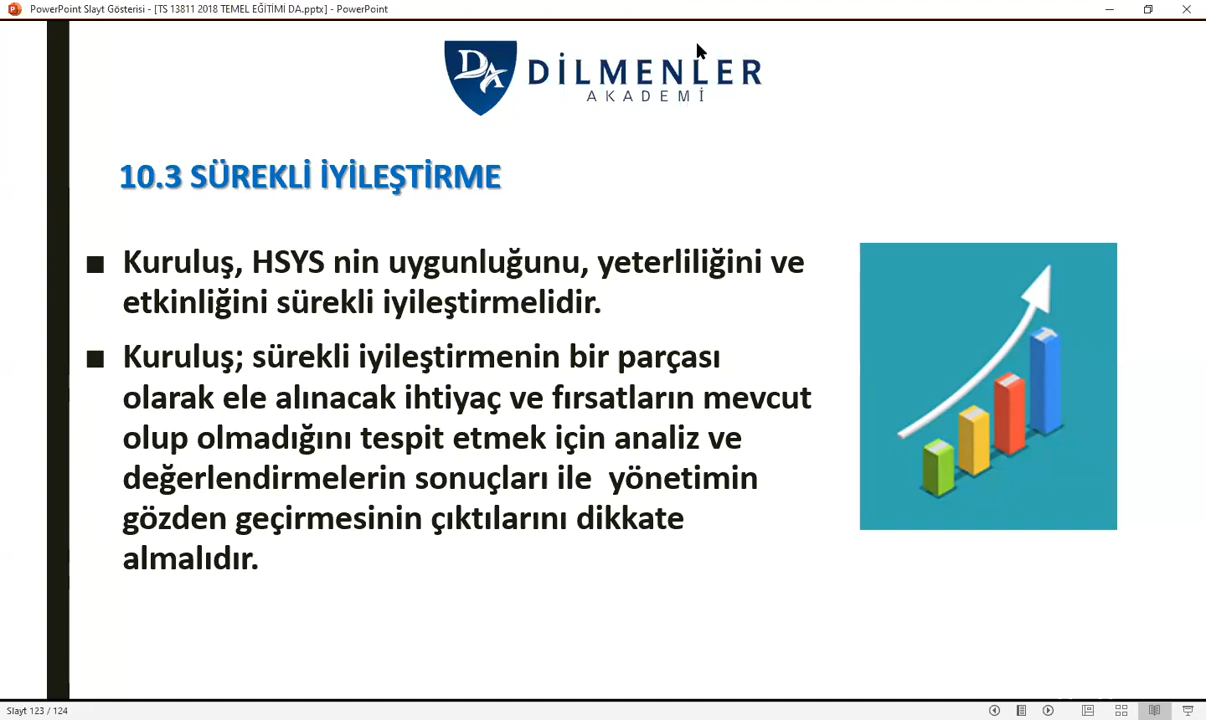 PowerPoint Slayt Gösterisi - [TS 13811 2018 TEMEL EĞİTİMİ DA.pptx] - PowerPoint
DA
DİLMENLER
AKADEMİ
10.3 SÜREKLİ İYİLEŞTİRME
■ Kuruluş, HSYS nin uygunluğunu, yeterliliğini ve
etkinliğini sürekli iyileştirmelidir.
■ Kuruluş; sürekli iyileştirmenin bir parçası
olarak ele alınacak ihtiyaç ve fırsatların mevcut
olup olmadığını tespit etmek için analiz ve
değerlendirmelerin sonuçları ile yönetimin
gözden geçirmesinin çıktılarını dikkate
almalıdır.
Slayt 123 / 124